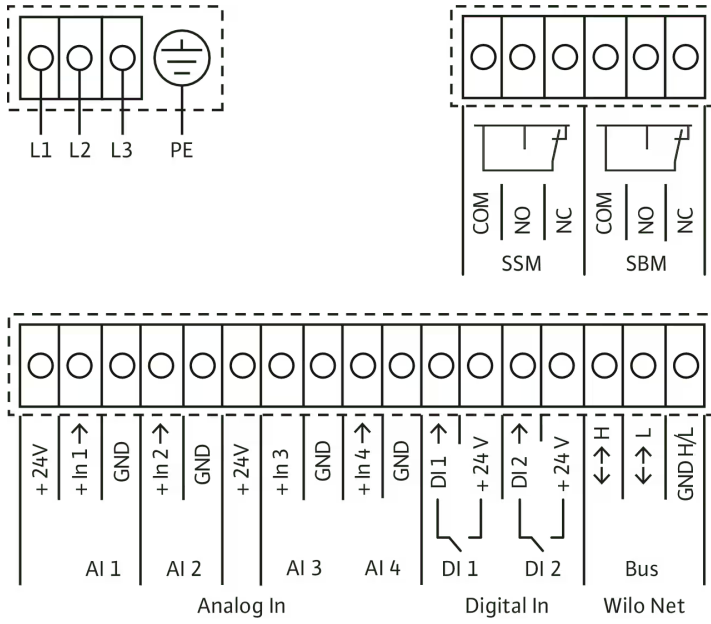 L1 L2 L3 PE
COM NO NC COM NO NC
SSM SBM
+ 24V + In 1 → GND + In 2 → GND + 24V + In 3 GND + In 4 → GND DI 1 → + 24 V DI 2 → + 24 V ↔ H ↔ L GND H/L
AI 1 AI 2 AI 3 AI 4 DI 1 DI 2 Bus
Analog In Digital In Wilo Net